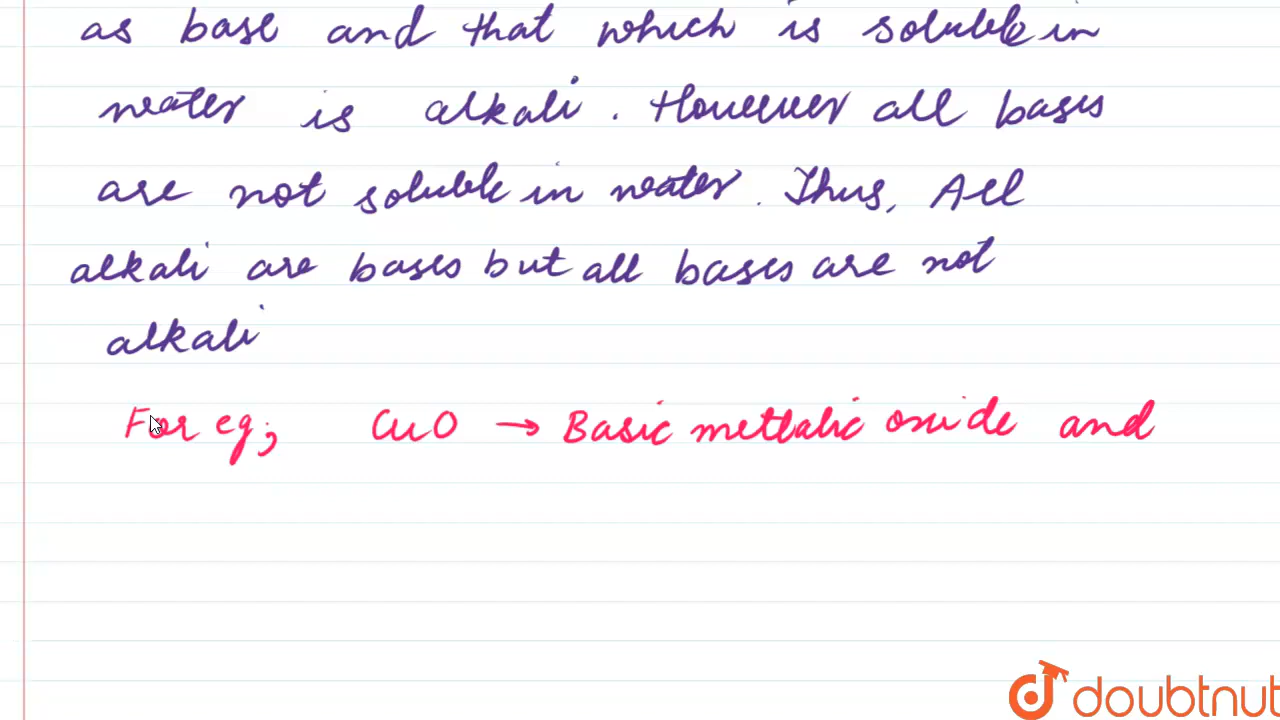 as base and that which is soluble in
water is alkali. However all bases
are not soluble in water. Thus, All
alkali are bases but all bases are not
alkali
For eg; CuO → Basic metlalic oxide and
doubtnut